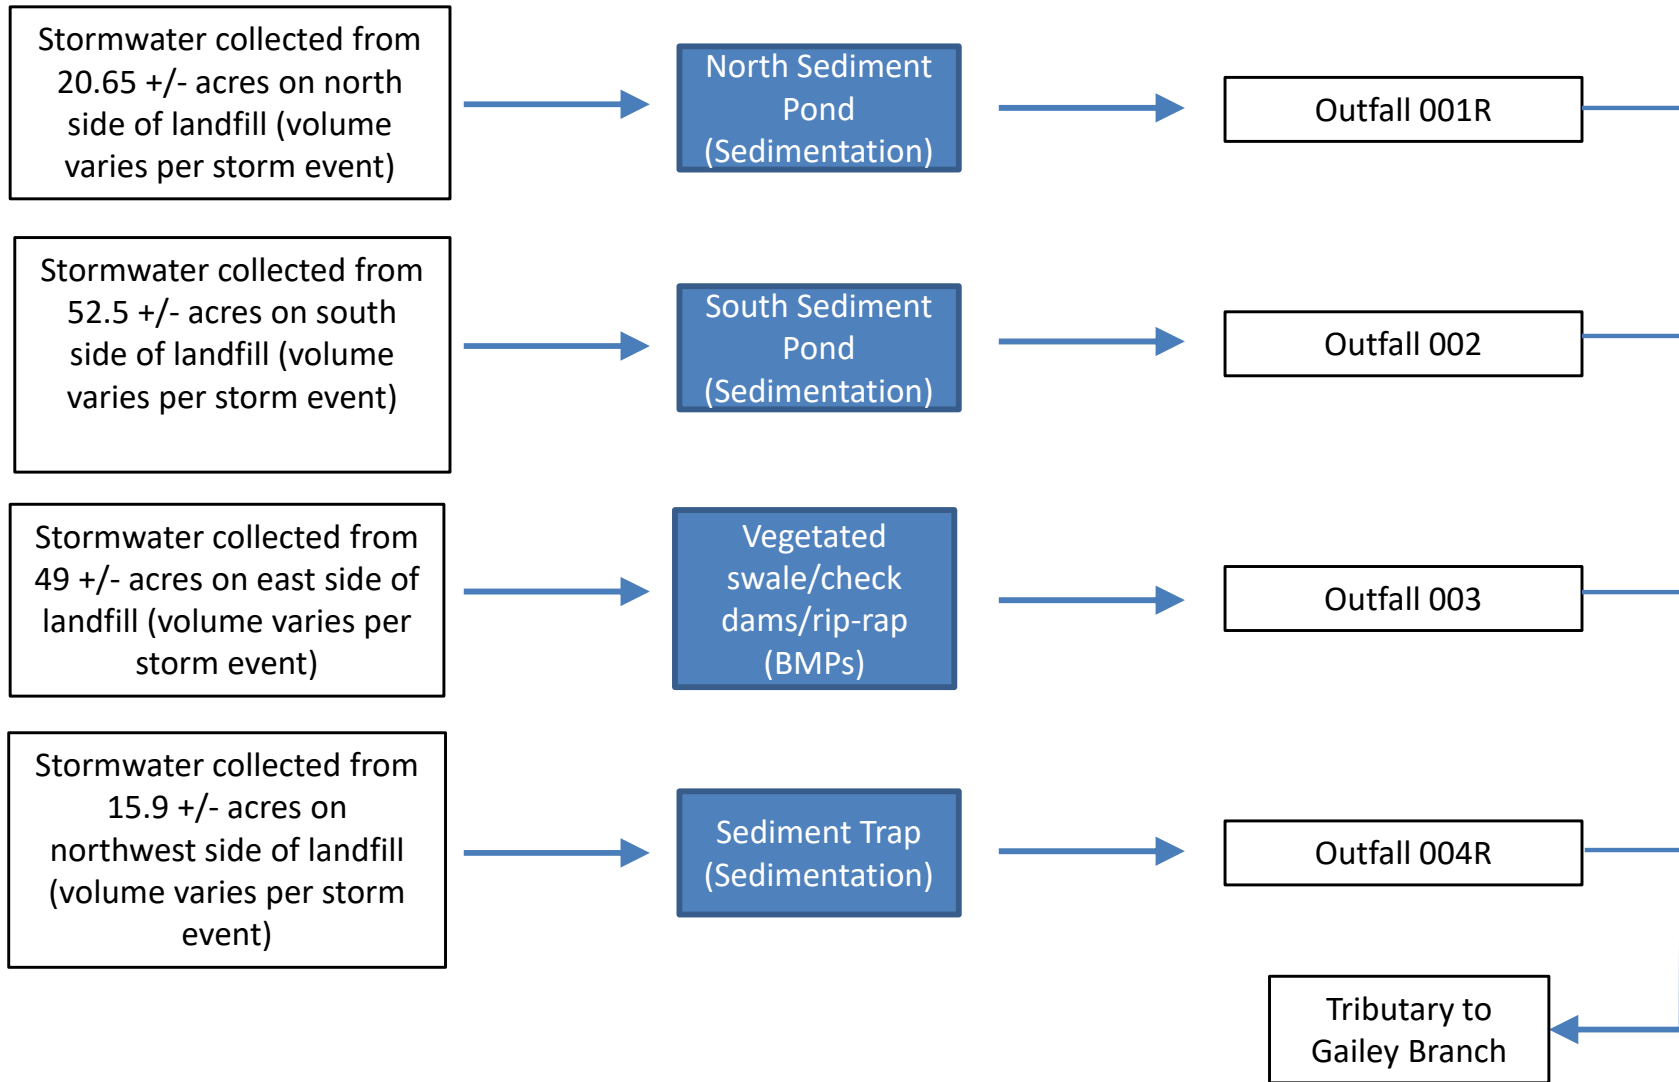 Stormwater collected from
20.65 +/- acres on north
side of landfill (volume
varies per storm event)
North Sediment
Pond
(Sedimentation)
Outfall 001R
Stormwater collected from
52.5 +/- acres on south
side of landfill (volume
varies per storm event)
South Sediment
Pond
(Sedimentation)
Outfall 002
Stormwater collected from
49 +/- acres on east side of
landfill (volume varies per
storm event)
Vegetated
swale/check
dams/rip-rap
(BMPs)
Outfall 003
Stormwater collected from
15.9 +/- acres on
northwest side of landfill
(volume varies per storm
event)
Sediment Trap
(Sedimentation)
Outfall 004R
Tributary to
Gailey Branch